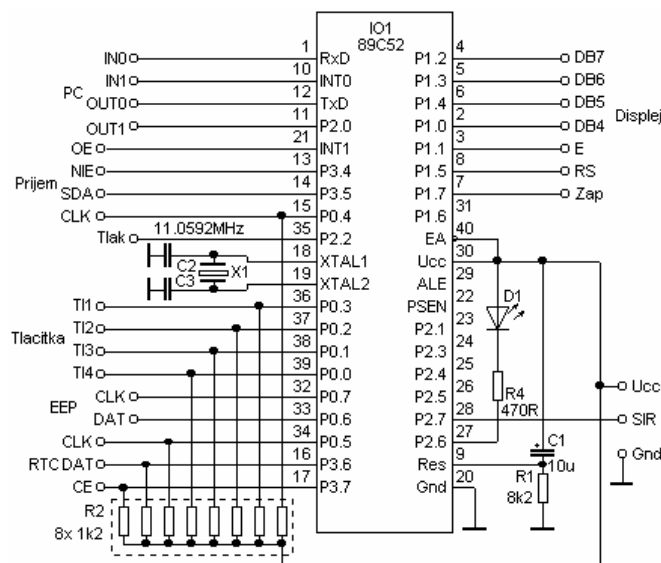 IO1
89C52
IN0 1 RxD P1.2 4 DB7
IN1 10 INT0 P1.3 5 DB6
PC
OUT0 12 TxD P1.4 6 DB5
Displej
OUT1 11 P2.0 P1.0 2 DB4
OE 21 INT1 P1.1 3 E
NIE 13 P3.4 P1.5 8 RS
Prijem
SDA 14 P3.5 P1.7 7 Zap
CLK 15 P0.4 P1.6 31
11.0592MHz
Tlak 35 P2.2 EA 40
C2 X1 18 XTAL1 Ucc 30
C3 19 XTAL2 ALE 29
Tl1 36 P0.3 PSEN 22 D1
Tl2 37 P0.2 P2.1 23
Tlacitka
Tl3 38 P0.1 P2.3 24
Tl4 39 P0.0 P2.4 25
CLK 32 P0.7 P2.5 26 R4 Ucc
EEP 470R
DAT 33 P0.6 P2.7 28 SIR
CLK 34 P0.5 P2.6 27 + C1 Gnd
RTC DAT 16 P3.6 Res 9 10u
CE 17 P3.7 Gnd 20 R1
8k2
R2
8x 1k2